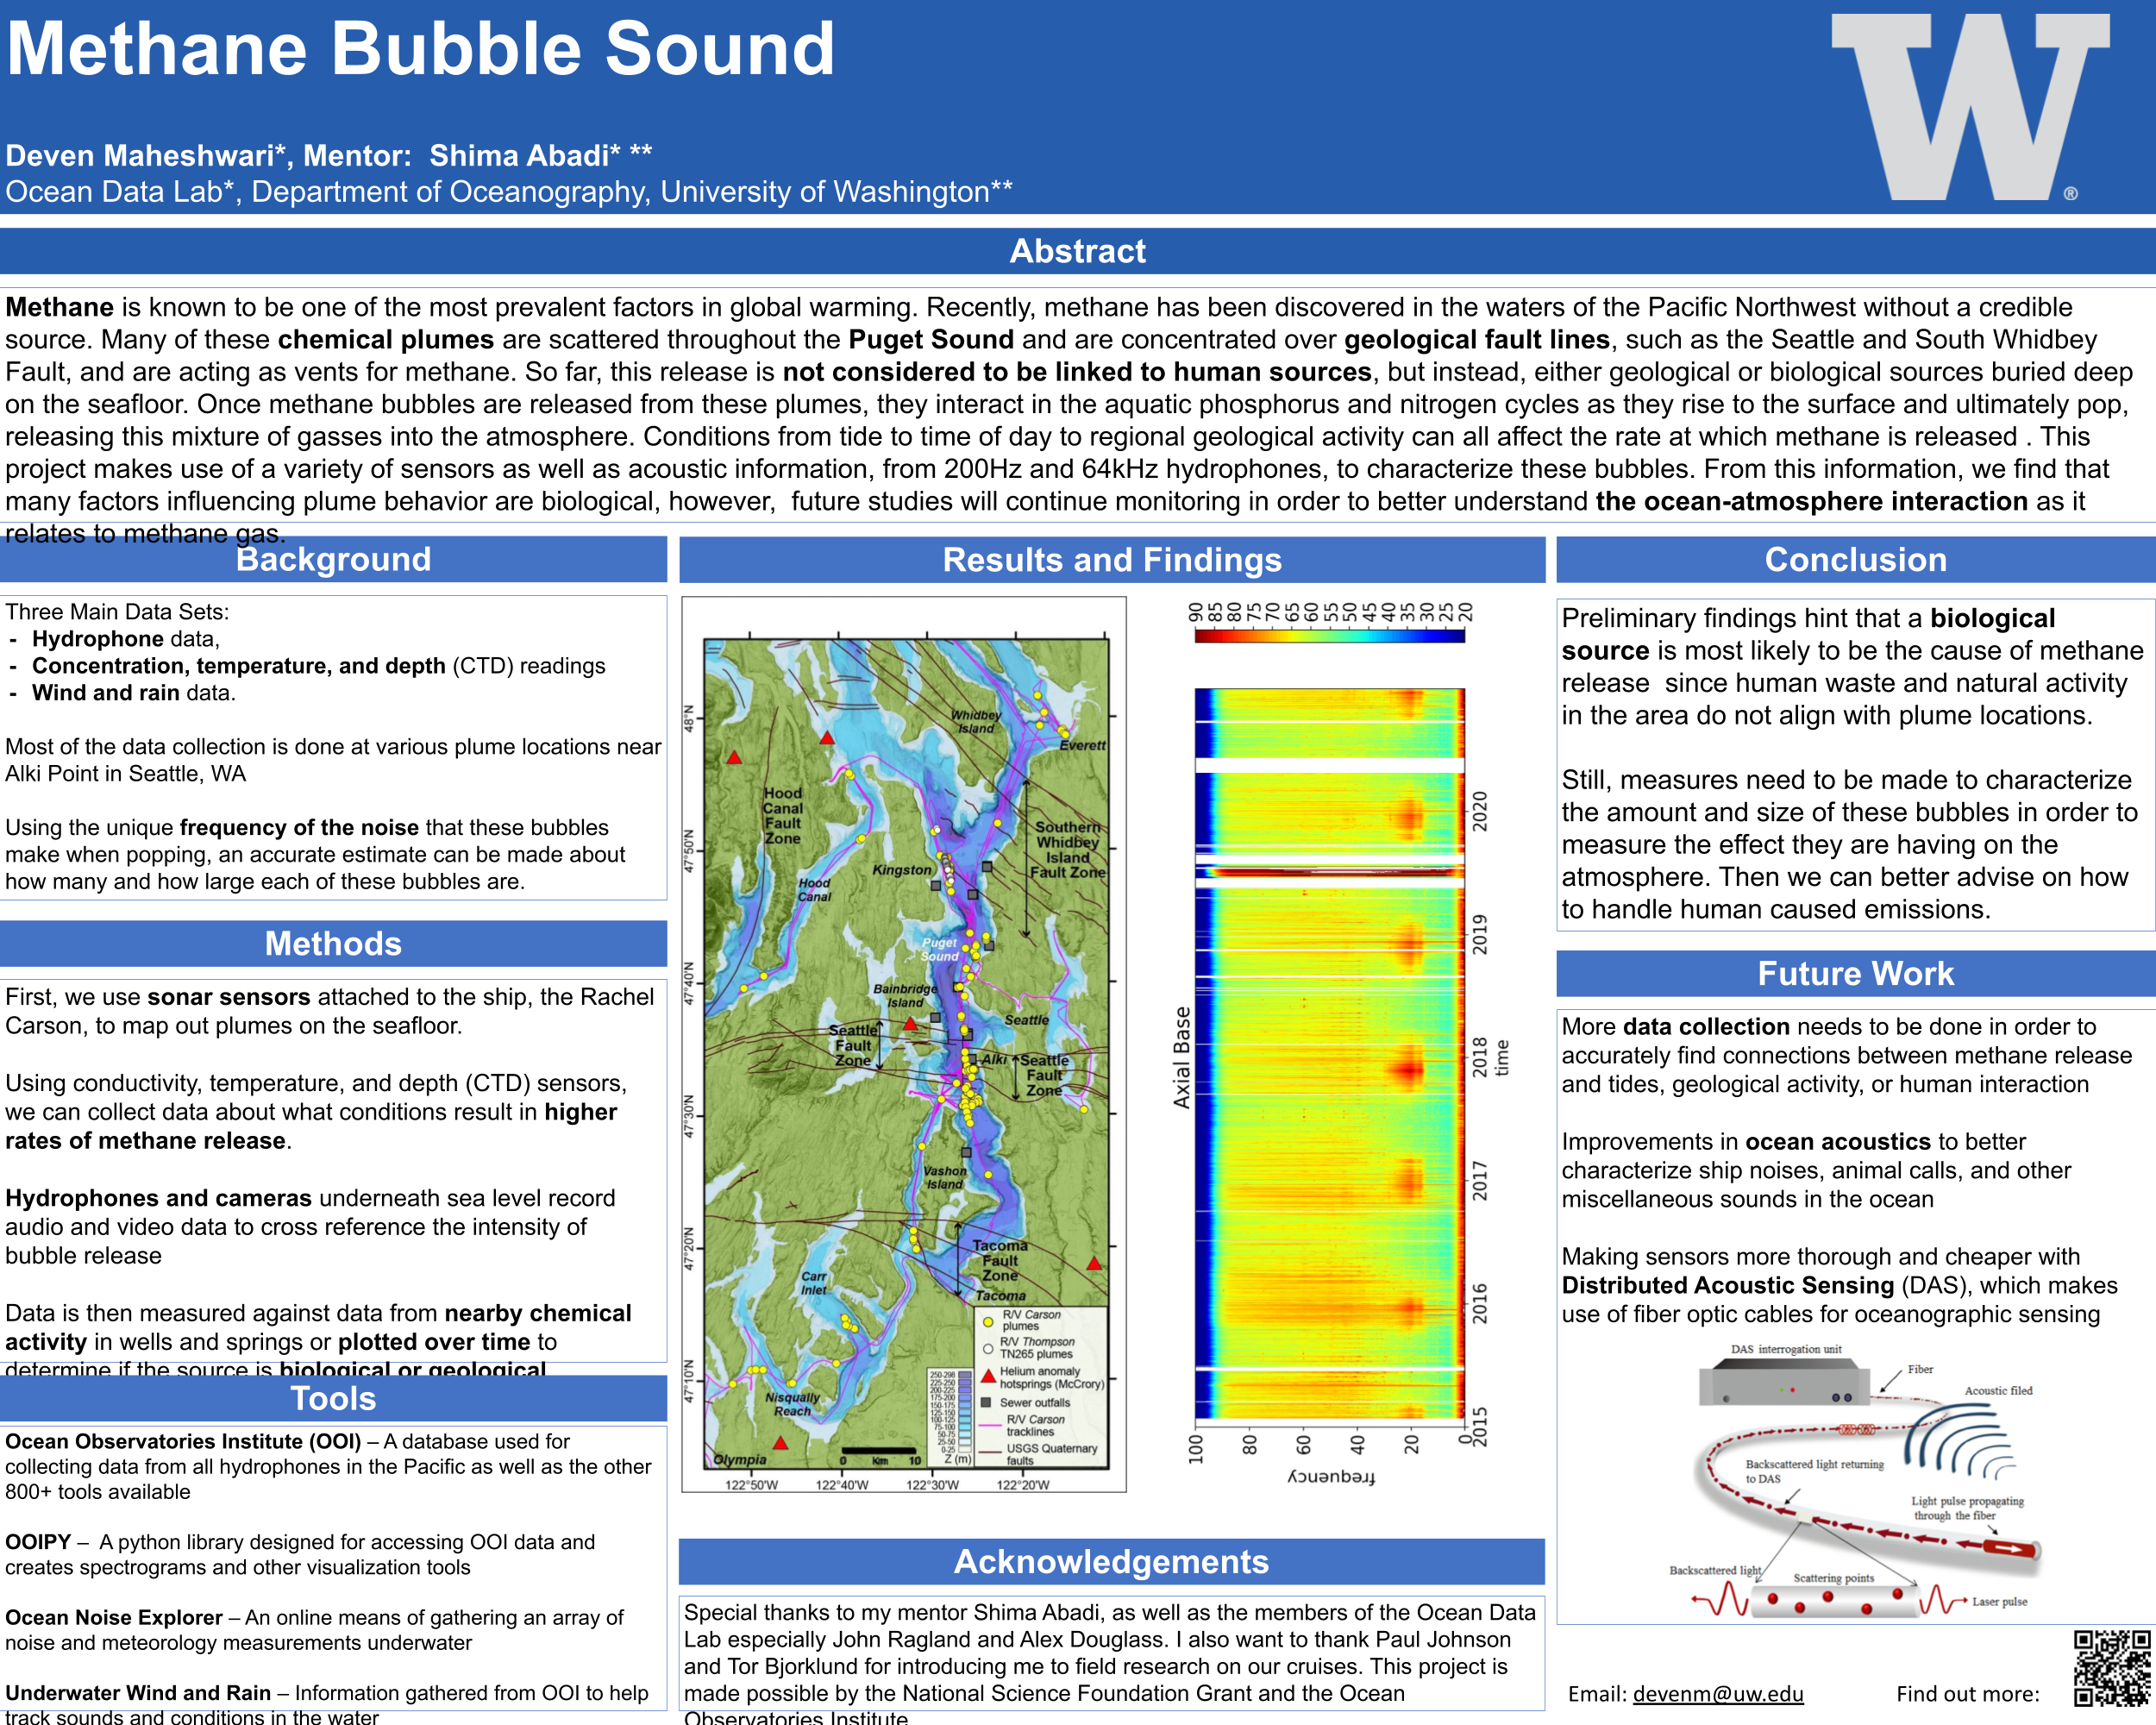 Methane Bubble Sound
W
®
Deven Maheshwari*, Mentor:  Shima Abadi* **
Ocean Data Lab*, Department of Oceanography, University of Washington**
Abstract
Methane is known to be one of the most prevalent factors in global warming. Recently, methane has been discovered in the waters of the Pacific Northwest without a credible
source. Many of these chemical plumes are scattered throughout the Puget Sound and are concentrated over geological fault lines, such as the Seattle and South Whidbey
Fault, and are acting as vents for methane. So far, this release is not considered to be linked to human sources, but instead, either geological or biological sources buried deep
on the seafloor. Once methane bubbles are released from these plumes, they interact in the aquatic phosphorus and nitrogen cycles as they rise to the surface and ultimately pop,
releasing this mixture of gasses into the atmosphere. Conditions from tide to time of day to regional geological activity can all affect the rate at which methane is released . This
project makes use of a variety of sensors as well as acoustic information, from 200Hz and 64kHz hydrophones, to characterize these bubbles. From this information, we find that
many factors influencing plume behavior are biological, however,  future studies will continue monitoring in order to better understand the ocean-atmosphere interaction as it
relates to methane gas.
Background
Three Main Data Sets:
- Hydrophone data,
- Concentration, temperature, and depth (CTD) readings
- Wind and rain data.
Most of the data collection is done at various plume locations near
Alki Point in Seattle, WA
Using the unique frequency of the noise that these bubbles
make when popping, an accurate estimate can be made about
how many and how large each of these bubbles are.
Methods
First, we use sonar sensors attached to the ship, the Rachel
Carson, to map out plumes on the seafloor.
Using conductivity, temperature, and depth (CTD) sensors,
we can collect data about what conditions result in higher
rates of methane release.
Hydrophones and cameras underneath sea level record
audio and video data to cross reference the intensity of
bubble release
Data is then measured against data from nearby chemical
activity in wells and springs or plotted over time to
determine if the source is biological or geological
Tools
Ocean Observatories Institute (OOI) – A database used for
collecting data from all hydrophones in the Pacific as well as the other
800+ tools available
OOIPY –  A python library designed for accessing OOI data and
creates spectrograms and other visualization tools
Ocean Noise Explorer – An online means of gathering an array of
noise and meteorology measurements underwater
Underwater Wind and Rain – Information gathered from OOI to help
track sounds and conditions in the water
Results and Findings
48°N
47°50'N
47°40'N
47°30'N
47°20'N
47°10'N
122°50'W
122°40'W
122°30'W
122°20'W
Whidbey
Island
Everett
Hood
Canal
Fault
Zone
Southern
Whidbey
Island
Fault Zone
Kingston
Hood
Canal
Puget
Sound
Bainbridge
Island
Seattle
Seattle
Fault
Zone
Alki
Seattle
Fault
Zone
Vashon
Island
Tacoma
Fault
Zone
Tacoma
Carr
Inlet
Nisqually
Reach
Olympia
0 Km 10
250-298
225-250
200-225
175-200
150-175
125-150
100-125
75-100
50-75
25-50
0-25
Z (m)
R/V Carson
plumes
R/V Thompson
TN265 plumes
Helium anomaly
hotsprings (McCrory)
Sewer outfalls
R/V Carson
tracklines
USGS Quaternary
faults
90
85
80
75
70
65
60
55
50
45
40
35
30
25
20
Axial Base
2020
2019
2018
2017
2016
2015
time
100
80
60
40
20
0
frequency
Acknowledgements
Special thanks to my mentor Shima Abadi, as well as the members of the Ocean Data
Lab especially John Ragland and Alex Douglass. I also want to thank Paul Johnson
and Tor Bjorklund for introducing me to field research on our cruises. This project is
made possible by the National Science Foundation Grant and the Ocean
Observatories Institute
Conclusion
Preliminary findings hint that a biological
source is most likely to be the cause of methane
release  since human waste and natural activity
in the area do not align with plume locations.
Still, measures need to be made to characterize
the amount and size of these bubbles in order to
measure the effect they are having on the
atmosphere. Then we can better advise on how
to handle human caused emissions.
Future Work
More data collection needs to be done in order to
accurately find connections between methane release
and tides, geological activity, or human interaction
Improvements in ocean acoustics to better
characterize ship noises, animal calls, and other
miscellaneous sounds in the ocean
Making sensors more thorough and cheaper with
Distributed Acoustic Sensing (DAS), which makes
use of fiber optic cables for oceanographic sensing
DAS interrogation unit
Fiber
Acoustic filed
Backscattered light returning
to DAS
Light pulse propagating
through the fiber
Backscattered light
Scattering points
Laser pulse
Email: devenm@uw.edu
Find out more: